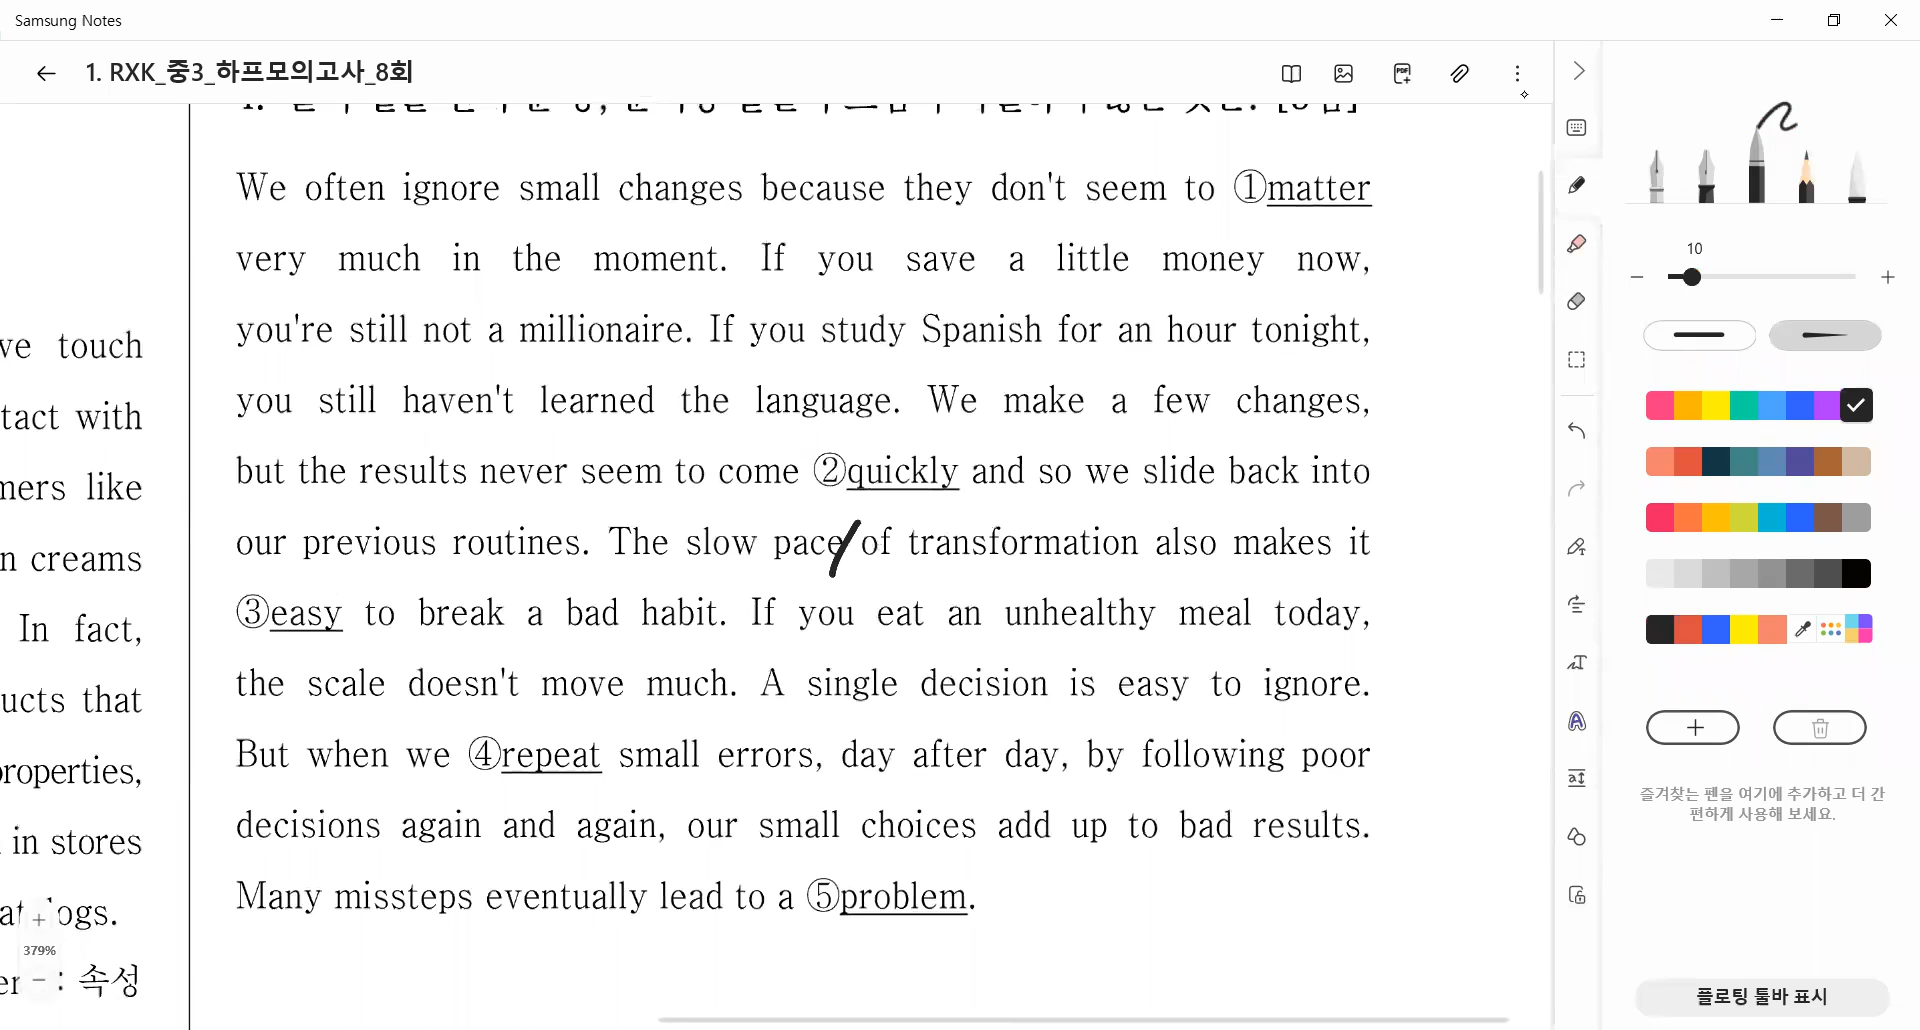 Samsung Notes
1. RXK_중3_하프모의고사_8회
We often ignore small changes because they don't seem to ①matter
very much in the moment. If you save a little money now,
you're still not a millionaire. If you study Spanish for an hour tonight,
you still haven't learned the language. We make a few changes,
but the results never seem to come ②quickly and so we slide back into
our previous routines. The slow pace of transformation also makes it
③easy to break a bad habit. If you eat an unhealthy meal today,
the scale doesn't move much. A single decision is easy to ignore.
But when we ④repeat small errors, day after day, by following poor
decisions again and again, our small choices add up to bad results.
Many missteps eventually lead to a ⑤problem.
ve touch
tact with
mers like
n creams
In fact,
ucts that
properties,
in stores
ogs.
: 속성
379%
PDF
10
즐겨찾는 펜을 여기에 추가하고 더 간
편하게 사용해 보세요.
플로팅 툴바 표시